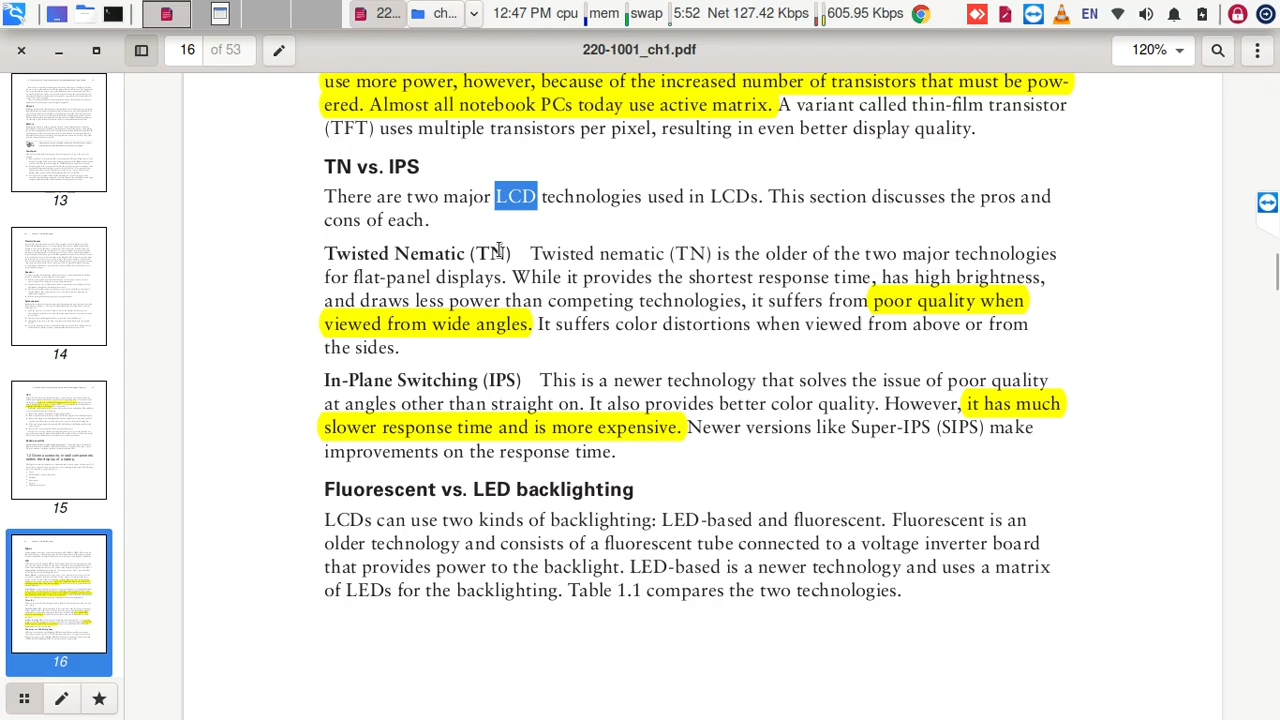 22...
ch...
12:47 PM cpu
mem
swap
5:52 Net 127.41 Kbps
605.95 Kbps
EN
16 of 53
220-1001_ch1.pdf
120%
13
14
15
16
use more power, however, because of the increased number of transistors that must be pow-
ered. Almost all notebook PCs today use active matrix. A variant called thin-film transistor
(TFT) uses multiple transistors per pixel, resulting in even better display quality.
TN vs. IPS
There are two major LCD technologies used in LCDs. This section discusses the pros and
cons of each.
Twisted Nematic (TN) Twisted nematic (TN) is the older of the two major technologies
for flat-panel displays. While it provides the shortest response time, has high brightness,
and draws less power than competing technologies, it suffers from poor quality when
viewed from wide angles. It suffers color distortions when viewed from above or from
the sides.
In-Plane Switching (IPS) This is a newer technology that solves the issue of poor quality
at angles other than straight on. It also provides better color quality. However, it has much
slower response time and is more expensive. Newer versions like Super-IPS (SIPS) make
improvements on the response time.
Fluorescent vs. LED backlighting
LCDs can use two kinds of backlighting: LED-based and fluorescent. Fluorescent is an
older technology and consists of a fluorescent tube connected to a voltage inverter board
that provides power to the backlight. LED-based is a newer technology and uses a matrix
of LEDs for the backlighting. Table 1.1 compares the two technologies.